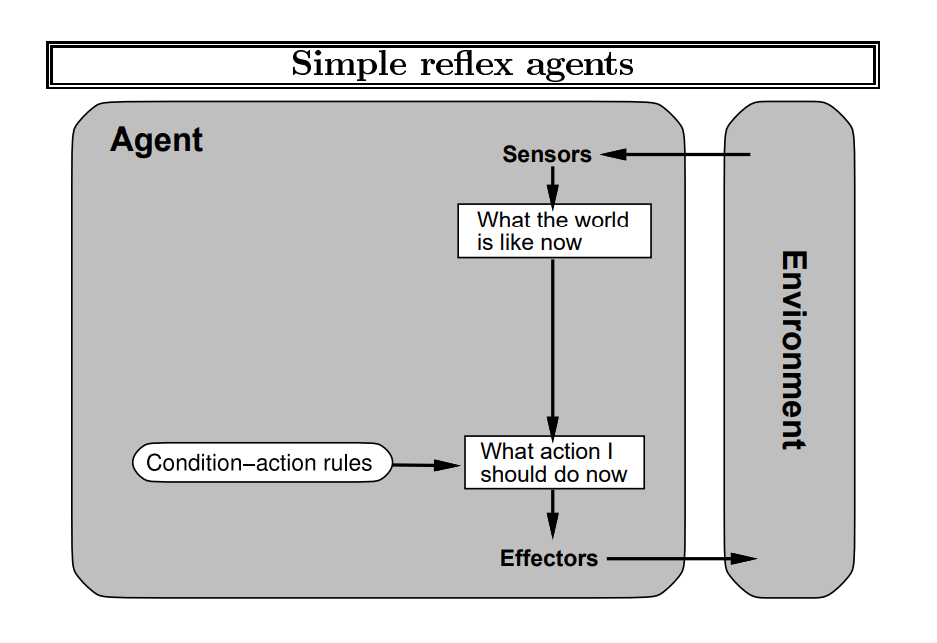 Simple reflex agents
Agent
Sensors
What the world
is like now
Environment
Condition−action rules
What action I
should do now
Effectors